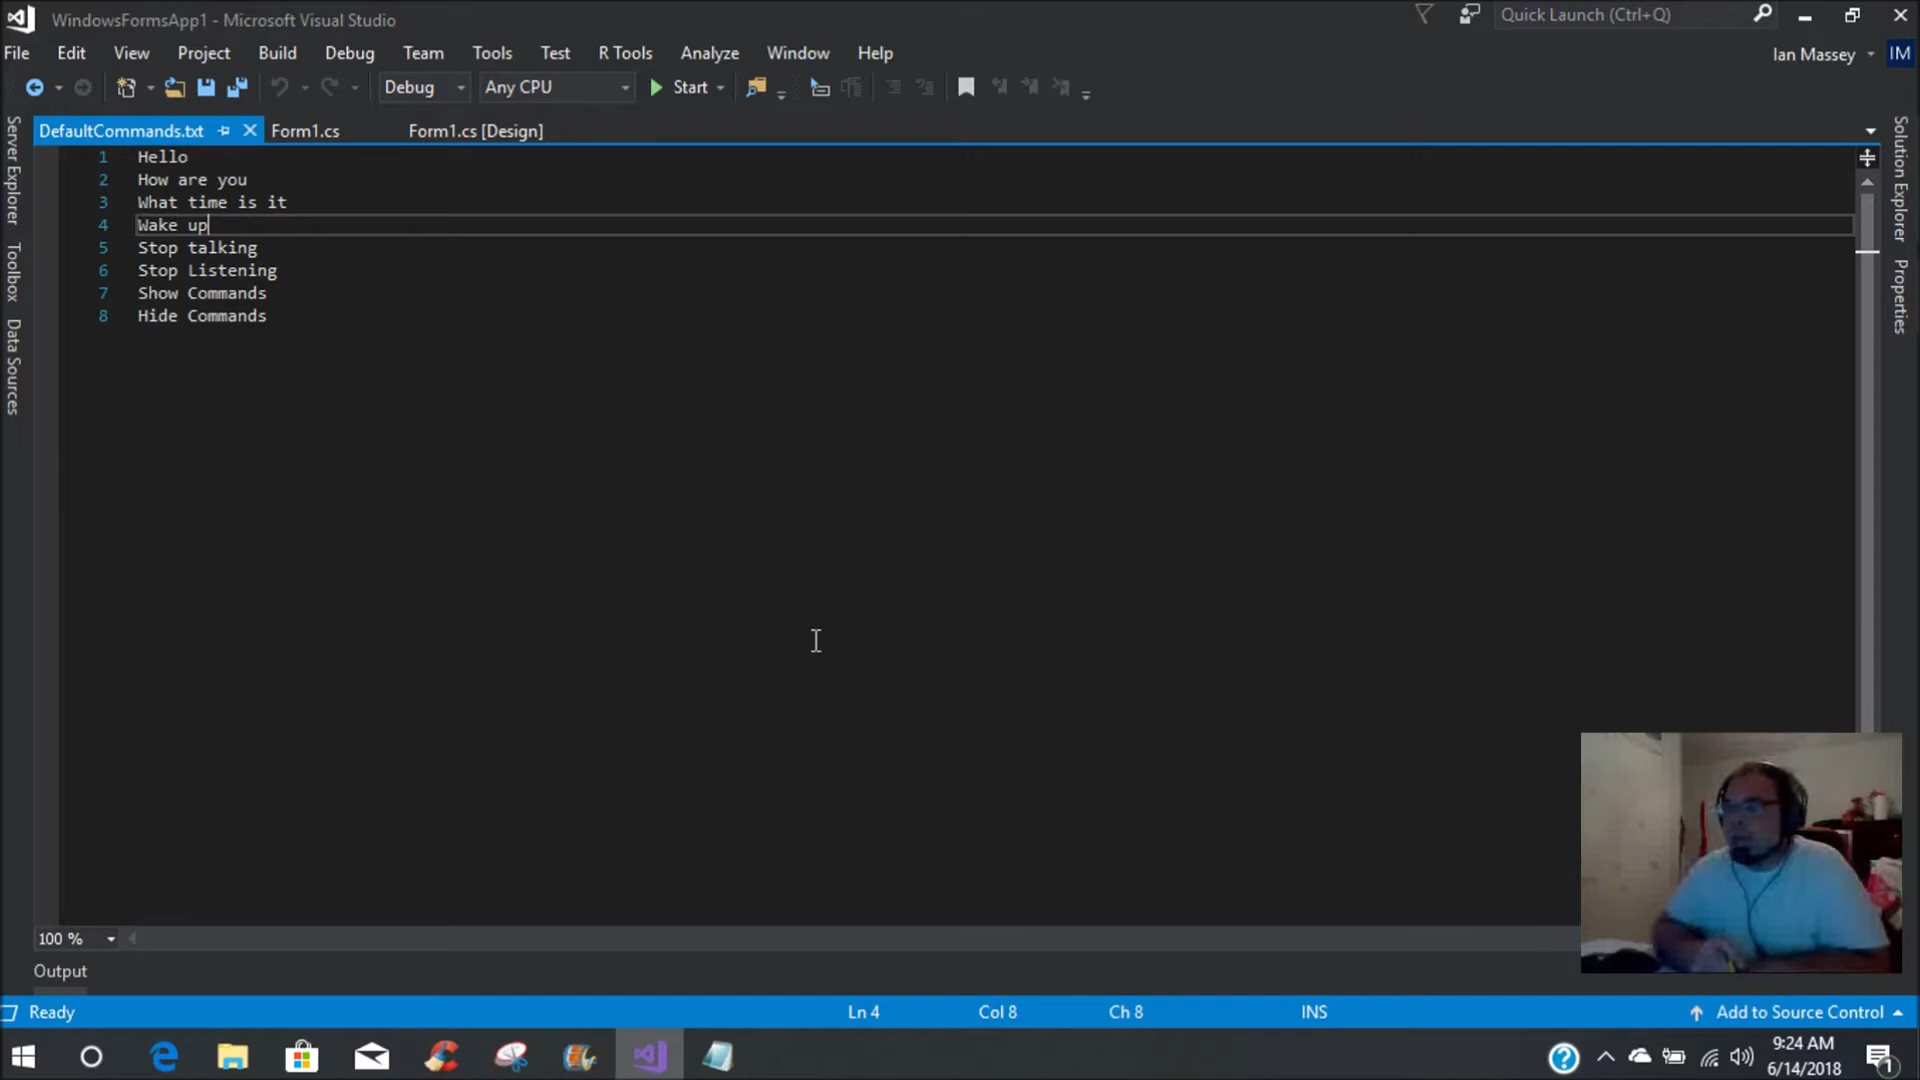 WindowsFormsApp1 - Microsoft Visual Studio
Quick Launch (Ctrl+Q)
File Edit View Project Build Debug Team Tools Test R Tools Analyze Window Help
Ian Massey
IM
Debug Any CPU Start
DefaultCommands.txt Form1.cs Form1.cs [Design]
Server Explorer
Toolbox
Data Sources
1 Hello
2 How are you
3 What time is it
4 Wake up
5 Stop talking
6 Stop Listening
7 Show Commands
8 Hide Commands
Solution Explorer
Properties
100 %
Output
Ready Ln 4 Col 8 Ch 8 INS Add to Source Control
9:24 AM
6/14/2018
1